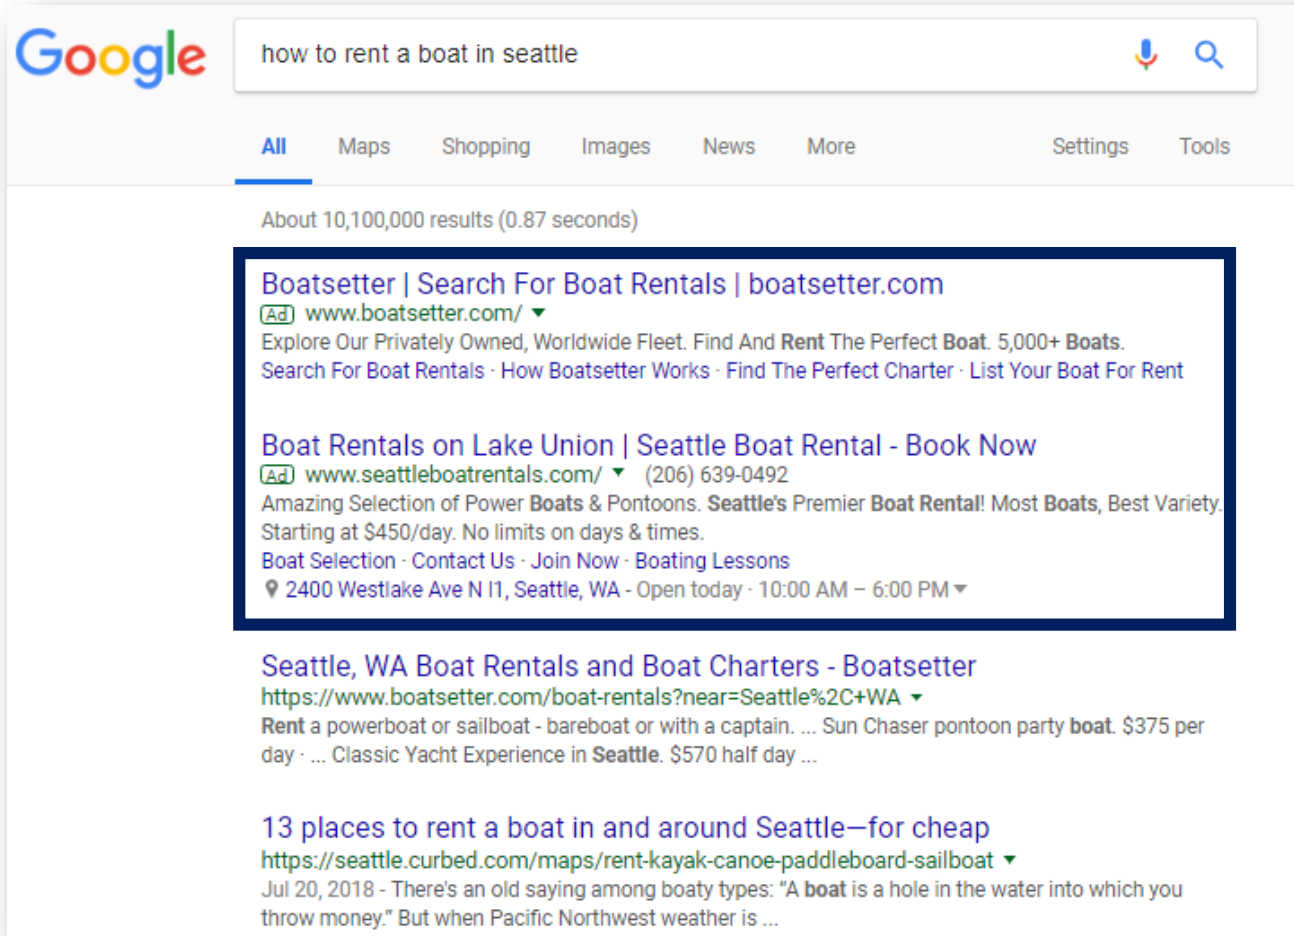 Google
how to rent a boat in seattle
All Maps Shopping Images News More Settings Tools
About 10,100,000 results (0.87 seconds)
Boatsetter | Search For Boat Rentals | boatsetter.com
Ad www.boatsetter.com/
Explore Our Privately Owned, Worldwide Fleet. Find And Rent The Perfect Boat. 5,000+ Boats.
Search For Boat Rentals · How Boatsetter Works · Find The Perfect Charter · List Your Boat For Rent
Boat Rentals on Lake Union | Seattle Boat Rental - Book Now
Ad www.seattleboatrentals.com/ (206) 639-0492
Amazing Selection of Power Boats & Pontoons. Seattle's Premier Boat Rental! Most Boats, Best Variety.
Starting at $450/day. No limits on days & times.
Boat Selection · Contact Us · Join Now · Boating Lessons
2400 Westlake Ave N I1, Seattle, WA - Open today · 10:00 AM – 6:00 PM
Seattle, WA Boat Rentals and Boat Charters - Boatsetter
https://www.boatsetter.com/boat-rentals?near=Seattle%2C+WA
Rent a powerboat or sailboat - bareboat or with a captain. ... Sun Chaser pontoon party boat. $375 per
day · ... Classic Yacht Experience in Seattle. $570 half day ...
13 places to rent a boat in and around Seattle—for cheap
https://seattle.curbed.com/maps/rent-kayak-canoe-paddleboard-sailboat
Jul 20, 2018 - There's an old saying among boaty types: “A boat is a hole in the water into which you
throw money.” But when Pacific Northwest weather is ...